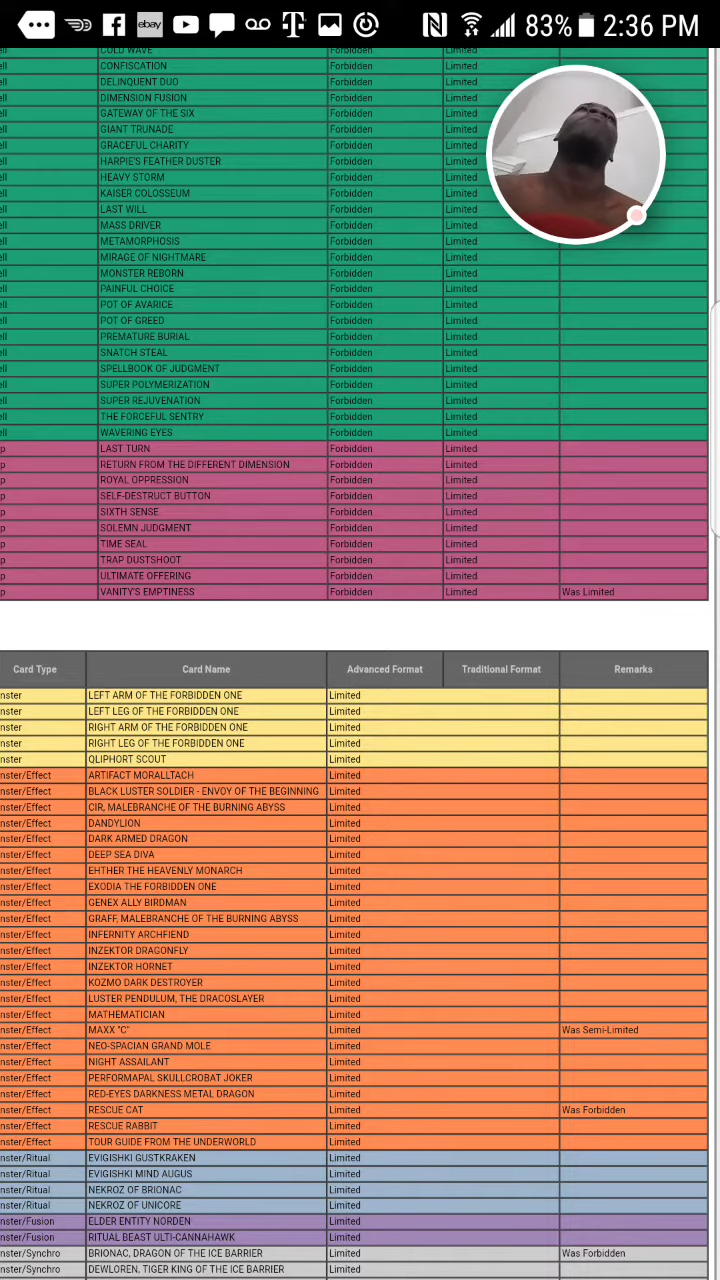 83% 2:36 PM
ebay
ell COLD WAVE Forbidden Limited
ell CONFISCATION Forbidden Limited
ell DELINQUENT DUO Forbidden Limited
ell DIMENSION FUSION Forbidden Limited
ell GATEWAY OF THE SIX Forbidden Limited
ell GIANT TRUNADE Forbidden Limited
ell GRACEFUL CHARITY Forbidden Limited
ell HARPIE'S FEATHER DUSTER Forbidden Limited
ell HEAVY STORM Forbidden Limited
ell KAISER COLOSSEUM Forbidden Limited
ell LAST WILL Forbidden Limited
ell MASS DRIVER Forbidden Limited
ell METAMORPHOSIS Forbidden Limited
ell MIRAGE OF NIGHTMARE Forbidden Limited
ell MONSTER REBORN Forbidden Limited
ell PAINFUL CHOICE Forbidden Limited
ell POT OF AVARICE Forbidden Limited
ell POT OF GREED Forbidden Limited
ell PREMATURE BURIAL Forbidden Limited
ell SNATCH STEAL Forbidden Limited
ell SPELLBOOK OF JUDGMENT Forbidden Limited
ell SUPER POLYMERIZATION Forbidden Limited
ell SUPER REJUVENATION Forbidden Limited
ell THE FORCEFUL SENTRY Forbidden Limited
ell WAVERING EYES Forbidden Limited
p LAST TURN Forbidden Limited
p RETURN FROM THE DIFFERENT DIMENSION Forbidden Limited
p ROYAL OPPRESSION Forbidden Limited
p SELF-DESTRUCT BUTTON Forbidden Limited
p SIXTH SENSE Forbidden Limited
p SOLEMN JUDGMENT Forbidden Limited
p TIME SEAL Forbidden Limited
p TRAP DUSTSHOOT Forbidden Limited
p ULTIMATE OFFERING Forbidden Limited
p VANITY'S EMPTINESS Forbidden Limited Was Limited
Card Type Card Name Advanced Format Traditional Format Remarks
nster LEFT ARM OF THE FORBIDDEN ONE Limited
nster LEFT LEG OF THE FORBIDDEN ONE Limited
nster RIGHT ARM OF THE FORBIDDEN ONE Limited
nster RIGHT LEG OF THE FORBIDDEN ONE Limited
nster QLIPHORT SCOUT Limited
nster/Effect ARTIFACT MORALLTACH Limited
nster/Effect BLACK LUSTER SOLDIER - ENVOY OF THE BEGINNING Limited
nster/Effect CIR, MALEBRANCHE OF THE BURNING ABYSS Limited
nster/Effect DANDYLION Limited
nster/Effect DARK ARMED DRAGON Limited
nster/Effect DEEP SEA DIVA Limited
nster/Effect EHTHER THE HEAVENLY MONARCH Limited
nster/Effect EXODIA THE FORBIDDEN ONE Limited
nster/Effect GENEX ALLY BIRDMAN Limited
nster/Effect GRAFF, MALEBRANCHE OF THE BURNING ABYSS Limited
nster/Effect INFERNITY ARCHFIEND Limited
nster/Effect INZEKTOR DRAGONFLY Limited
nster/Effect INZEKTOR HORNET Limited
nster/Effect KOZMO DARK DESTROYER Limited
nster/Effect LUSTER PENDULUM, THE DRACOSLAYER Limited
nster/Effect MATHEMATICIAN Limited
nster/Effect MAXX "C" Limited Was Semi-Limited
nster/Effect NEO-SPACIAN GRAND MOLE Limited
nster/Effect NIGHT ASSAILANT Limited
nster/Effect PERFORMAPAL SKULLCROBAT JOKER Limited
nster/Effect RED-EYES DARKNESS METAL DRAGON Limited
nster/Effect RESCUE CAT Limited Was Forbidden
nster/Effect RESCUE RABBIT Limited
nster/Effect TOUR GUIDE FROM THE UNDERWORLD Limited
nster/Ritual EVIGISHKI GUSTKRAKEN Limited
nster/Ritual EVIGISHKI MIND AUGUS Limited
nster/Ritual NEKROZ OF BRIONAC Limited
nster/Ritual NEKROZ OF UNICORE Limited
nster/Fusion ELDER ENTITY NORDEN Limited
nster/Fusion RITUAL BEAST ULTI-CANNAHAWK Limited
nster/Synchro BRIONAC, DRAGON OF THE ICE BARRIER Limited Was Forbidden
nster/Synchro DEWLOREN, TIGER KING OF THE ICE BARRIER Limited